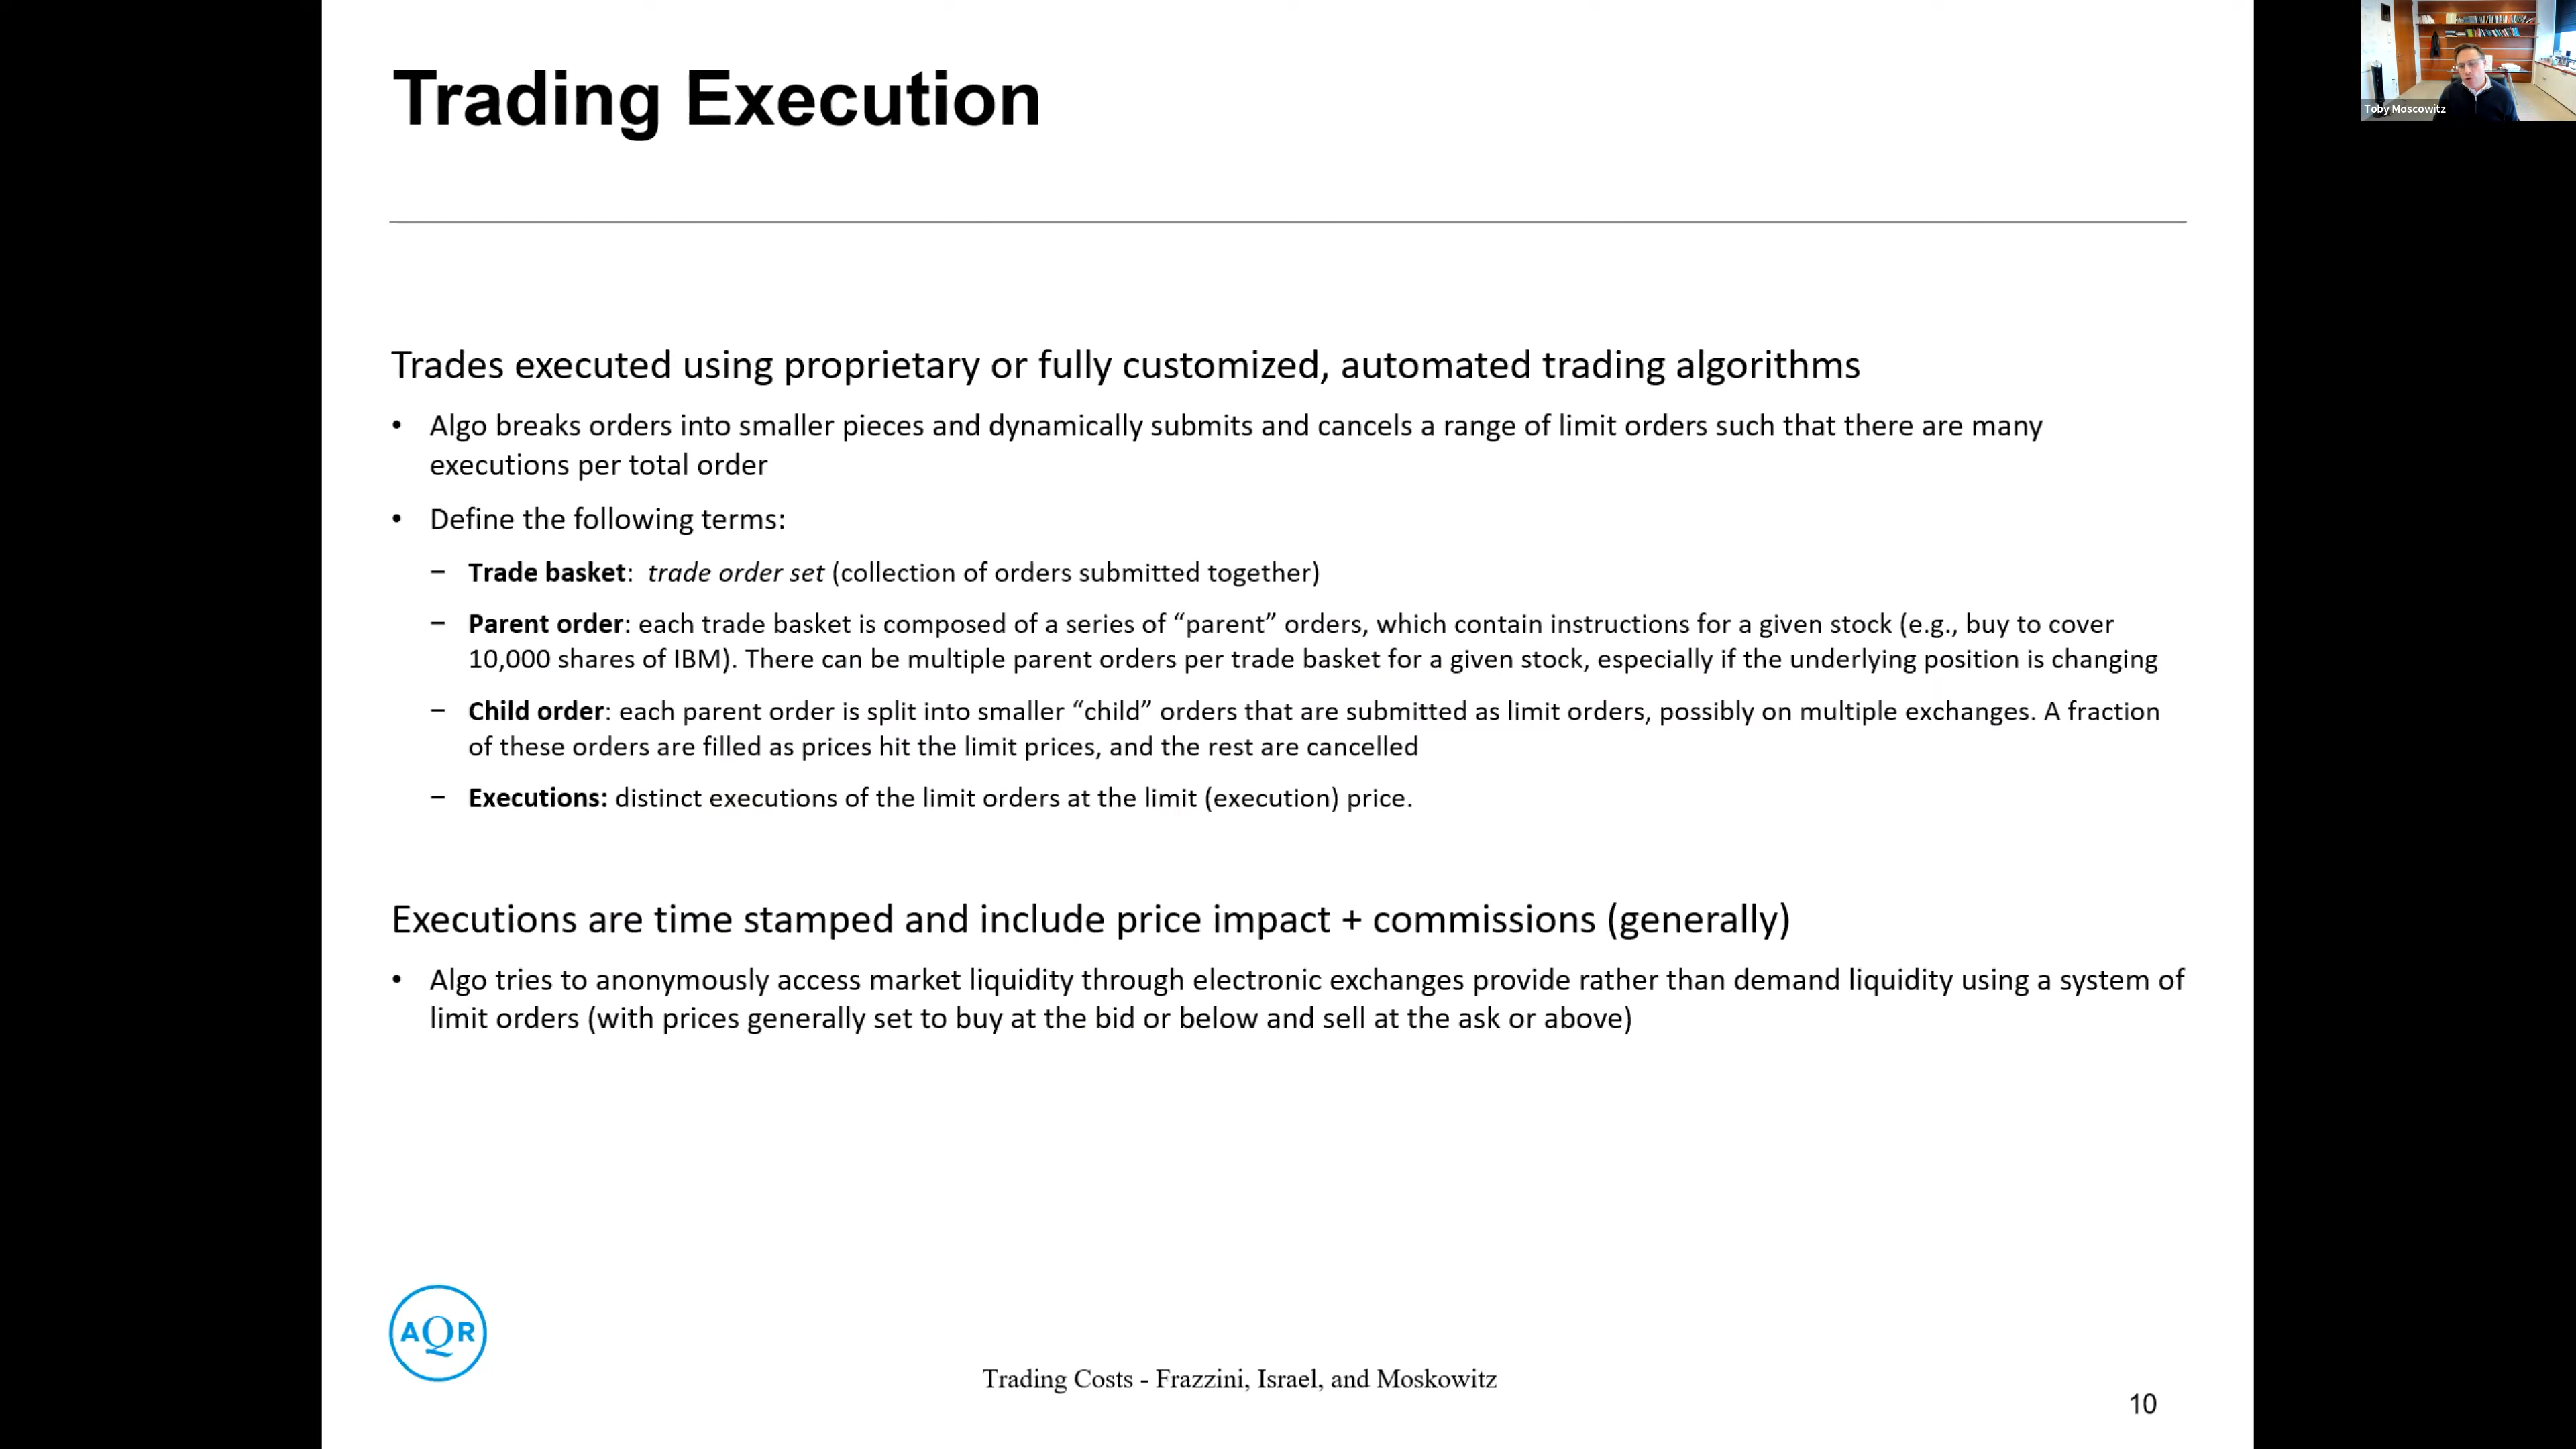 Trading Execution
Toby Moscowitz
Trades executed using proprietary or fully customized, automated trading algorithms
• Algo breaks orders into smaller pieces and dynamically submits and cancels a range of limit orders such that there are many
executions per total order
• Define the following terms:
− Trade basket: trade order set (collection of orders submitted together)
− Parent order: each trade basket is composed of a series of “parent” orders, which contain instructions for a given stock (e.g., buy to cover
10,000 shares of IBM). There can be multiple parent orders per trade basket for a given stock, especially if the underlying position is changing
− Child order: each parent order is split into smaller “child” orders that are submitted as limit orders, possibly on multiple exchanges. A fraction
of these orders are filled as prices hit the limit prices, and the rest are cancelled
− Executions: distinct executions of the limit orders at the limit (execution) price.
Executions are time stamped and include price impact + commissions (generally)
• Algo tries to anonymously access market liquidity through electronic exchanges provide rather than demand liquidity using a system of
limit orders (with prices generally set to buy at the bid or below and sell at the ask or above)
AQR
Trading Costs - Frazzini, Israel, and Moskowitz
10